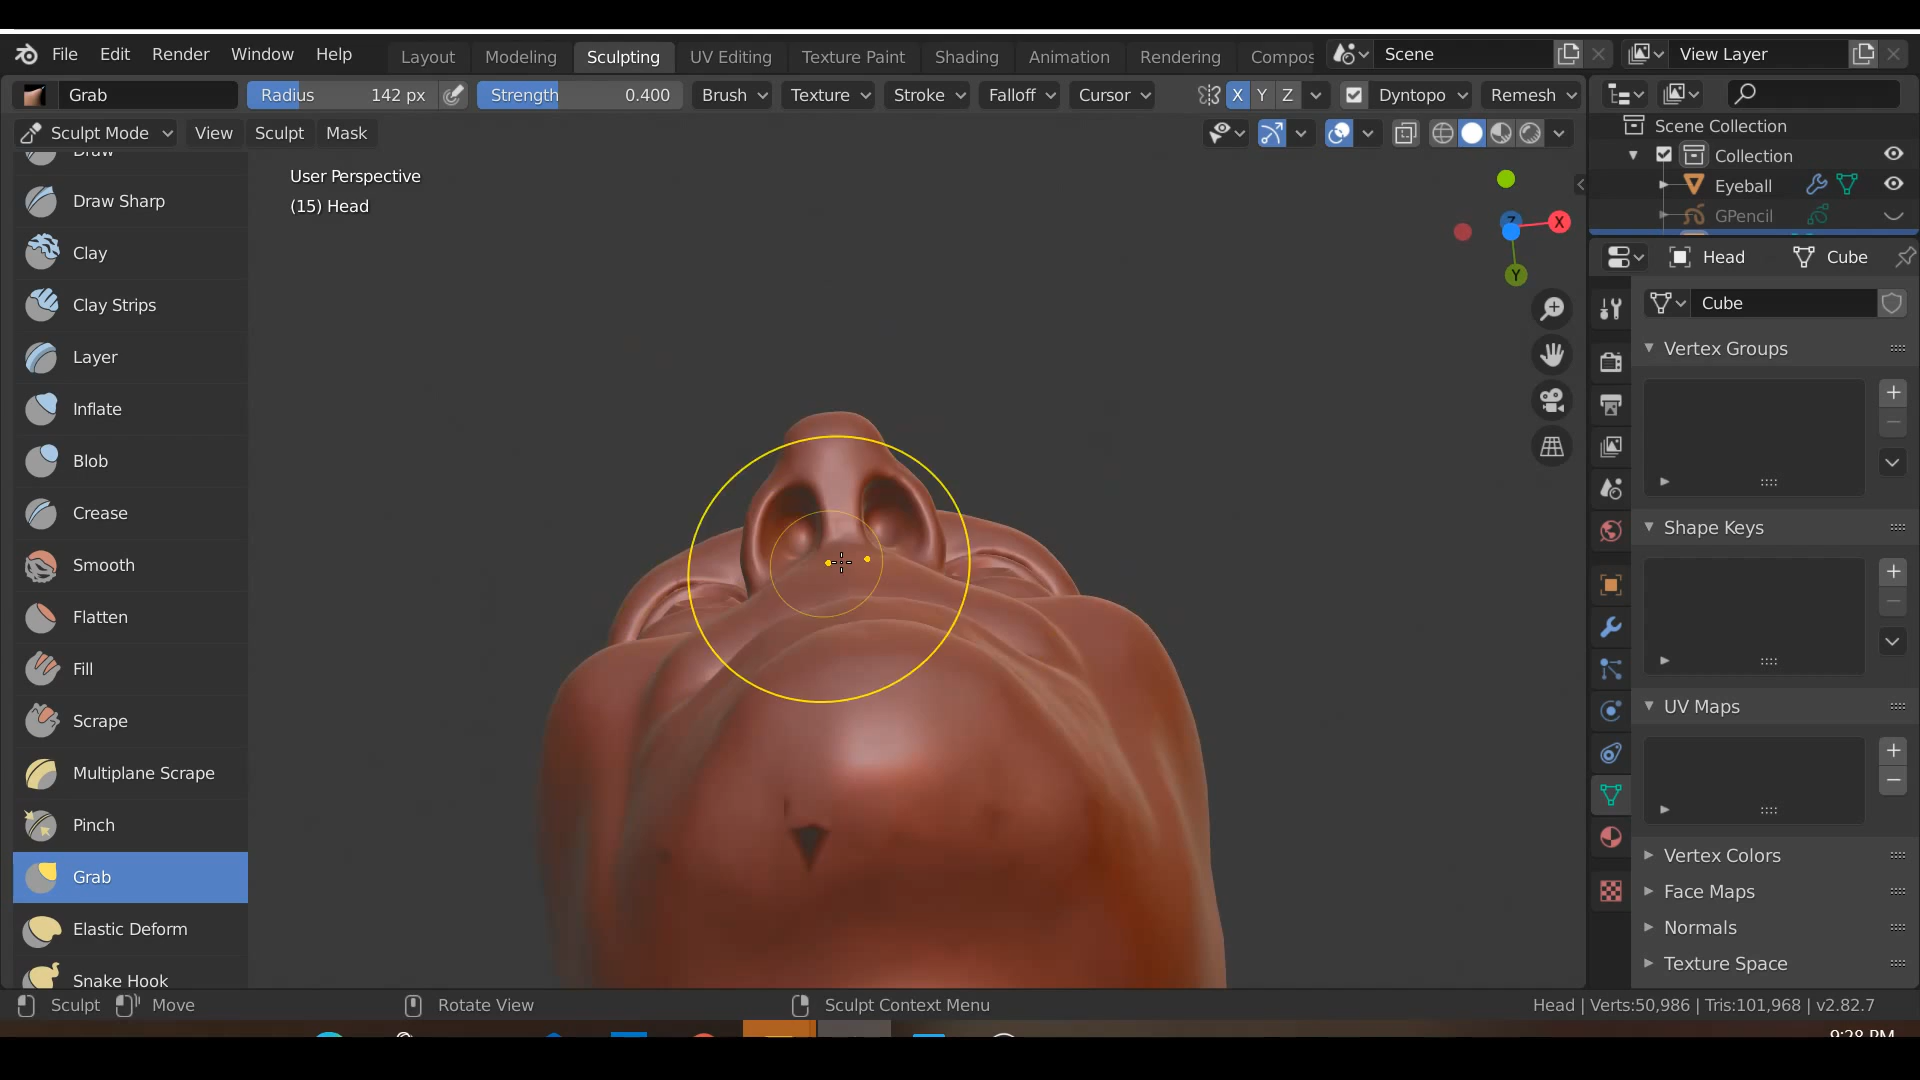 File Edit Render Window Help Layout Modeling Sculpting UV Editing Texture Paint Shading Animation Rendering Compos Scene View Layer
Grab Radius 142 px Strength 0.400 Brush Texture Stroke Falloff Cursor X Y Z Dyntopo Remesh
Sculpt Mode View Sculpt Mask
Scene Collection
Collection
Eyeball
GPencil
Draw
Draw Sharp
Clay
Clay Strips
Layer
Inflate
Blob
Crease
Smooth
Flatten
Fill
Scrape
Multiplane Scrape
Pinch
Grab
Elastic Deform
Snake Hook
User Perspective
(15) Head
Z
X
Y
Head Cube
Cube
Vertex Groups
Shape Keys
UV Maps
Vertex Colors
Face Maps
Normals
Texture Space
Sculpt Move Rotate View Sculpt Context Menu Head | Verts:50,986 | Tris:101,968 | v2.82.7
9:28 PM